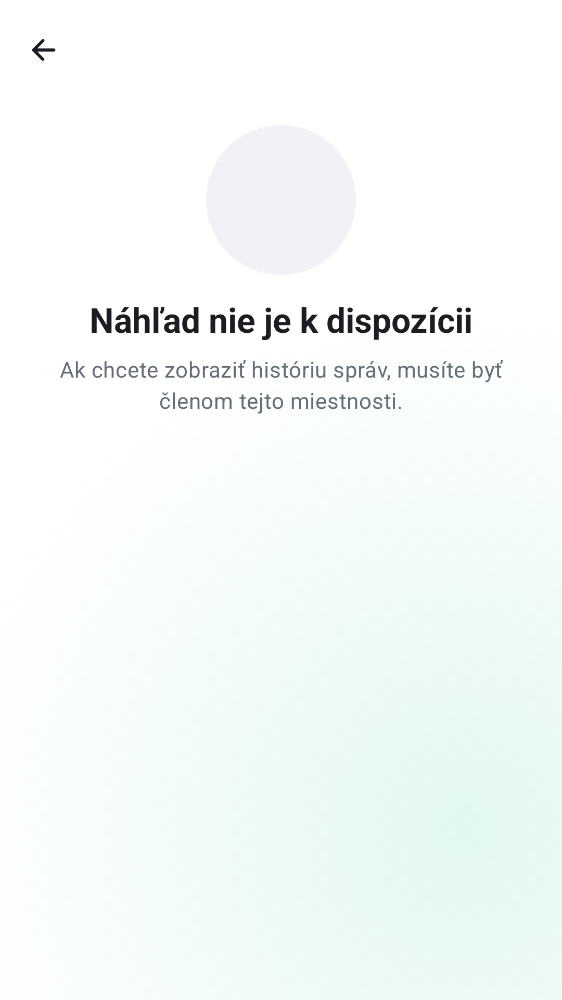 Náhľad nie je k dispozícii
Ak chcete zobraziť históriu správ, musíte byť
členom tejto miestnosti.